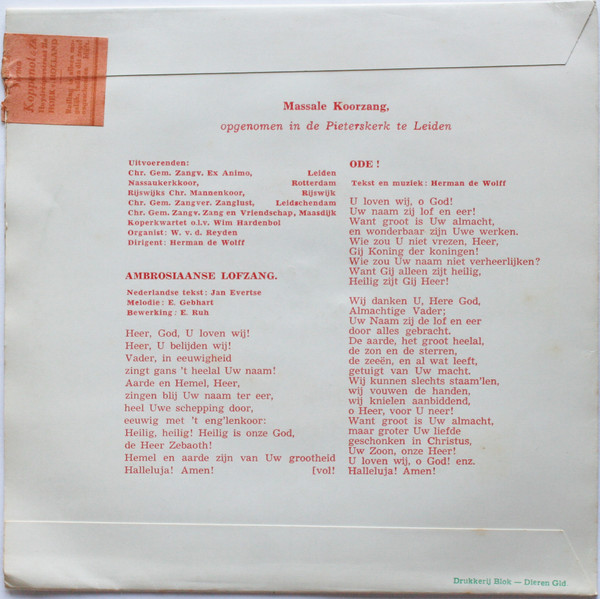 Koppenol
Massale Koorzang,
opgenomen in de Pieterskerk te Leiden
Uitvoerenden:
Chr. Gem. Zangv. Ex Animo, Leiden
Nassaukerkkoor, Rotterdam
Rijswijks Chr. Mannenkoor, Rijswijk
Chr. Gem. Zangver. Zanglust, Leidschendam
Chr. Gem. Zangv. Zang en Vriendschap, Maasdijk
Koperkwartet o.l.v. Wim Hardenbol
Organist: W. v. d. Reyden
Dirigent: Herman de Wolff
AMBROSIAANSE LOFZANG.
Nederlandse tekst: Jan Evertse
Melodie: E. Gebhart
Bewerking: E. Ruh
Heer, God, U loven wij!
Heer, U belijden wij!
Vader, in eeuwigheid
zingt gans 't heelal Uw naam!
Aarde en Hemel, Heer,
zingen blij Uw naam ter eer,
heel Uwe schepping door,
eeuwig met 't eng'lenkoor:
Heilig, heilig! Heilig is onze God,
de Heer Zebaoth!
Hemel en aarde zijn van Uw grootheid
Halleluja! Amen! [vol!
ODE !
Tekst en muziek: Herman de Wolff
U loven wij, o God!
Uw naam zij lof en eer!
Want groot is Uw almacht,
en wonderbaar zijn Uwe werken.
Wie zou U niet vrezen, Heer,
Gij Koning der koningen!
Wie zou Uw naam niet verheerlijken?
Want Gij alleen zijt heilig,
Heilig zijt Gij Heer!
Wij danken U, Here God,
Almachtige Vader;
Uw Naam zij de lof en eer
door alles gebracht.
De aarde, het groot heelal,
de zon en de sterren,
de zeeën, en al wat leeft,
getuigt van Uw macht.
Wij kunnen slechts staam'len,
wij vouwen de handen,
wij knielen aanbiddend,
o Heer, voor U neer!
Want groot is Uw almacht,
maar groter Uw liefde
geschonken in Christus,
Uw Zoon, onze Heer!
U loven wij, o God! enz.
Halleluja! Amen!
Drukkerij Blok — Dieren Gld